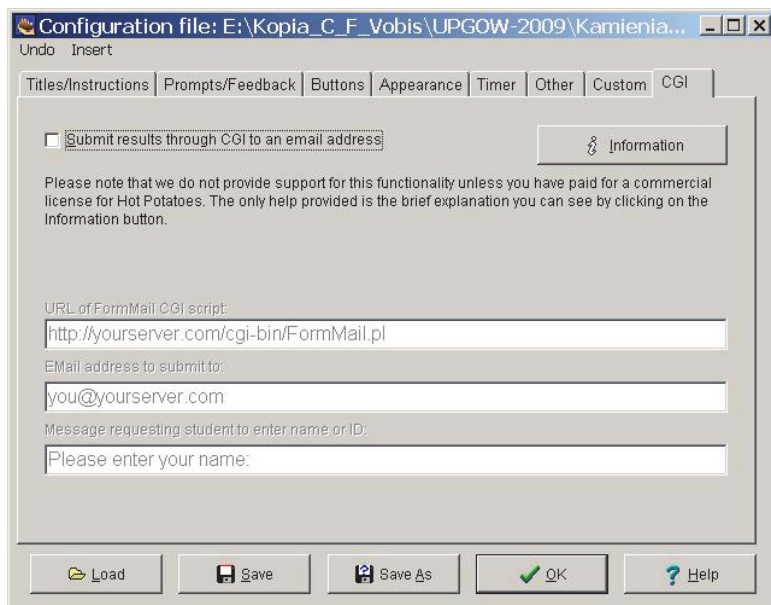 Configuration file: E:\Kopia_C_F_Vobis\UPGOW-2009\Kamienia...
Undo Insert
Titles/Instructions Prompts/Feedback Buttons Appearance Timer Other Custom CGI
Submit results through CGI to an email address
Information
Please note that we do not provide support for this functionality unless you have paid for a commercial
license for Hot Potatoes. The only help provided is the brief explanation you can see by clicking on the
Information button.
URL of FormMail CGI script:
http://yourserver.com/cgi-bin/FormMail.pl
EMail address to submit to:
you@yourserver.com
Message requesting student to enter name or ID:
Please enter your name:
Load Save Save As OK Help